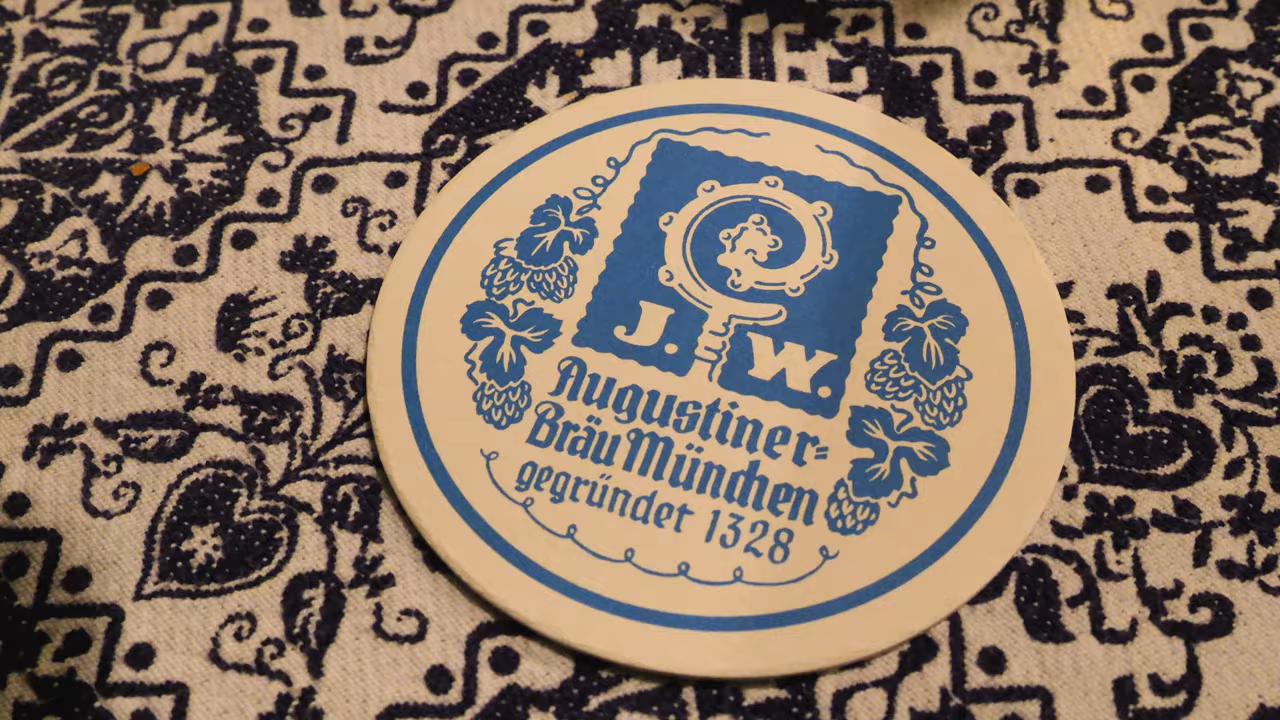 J. W.
Augustiner=
Bräu München
gegründet 1328